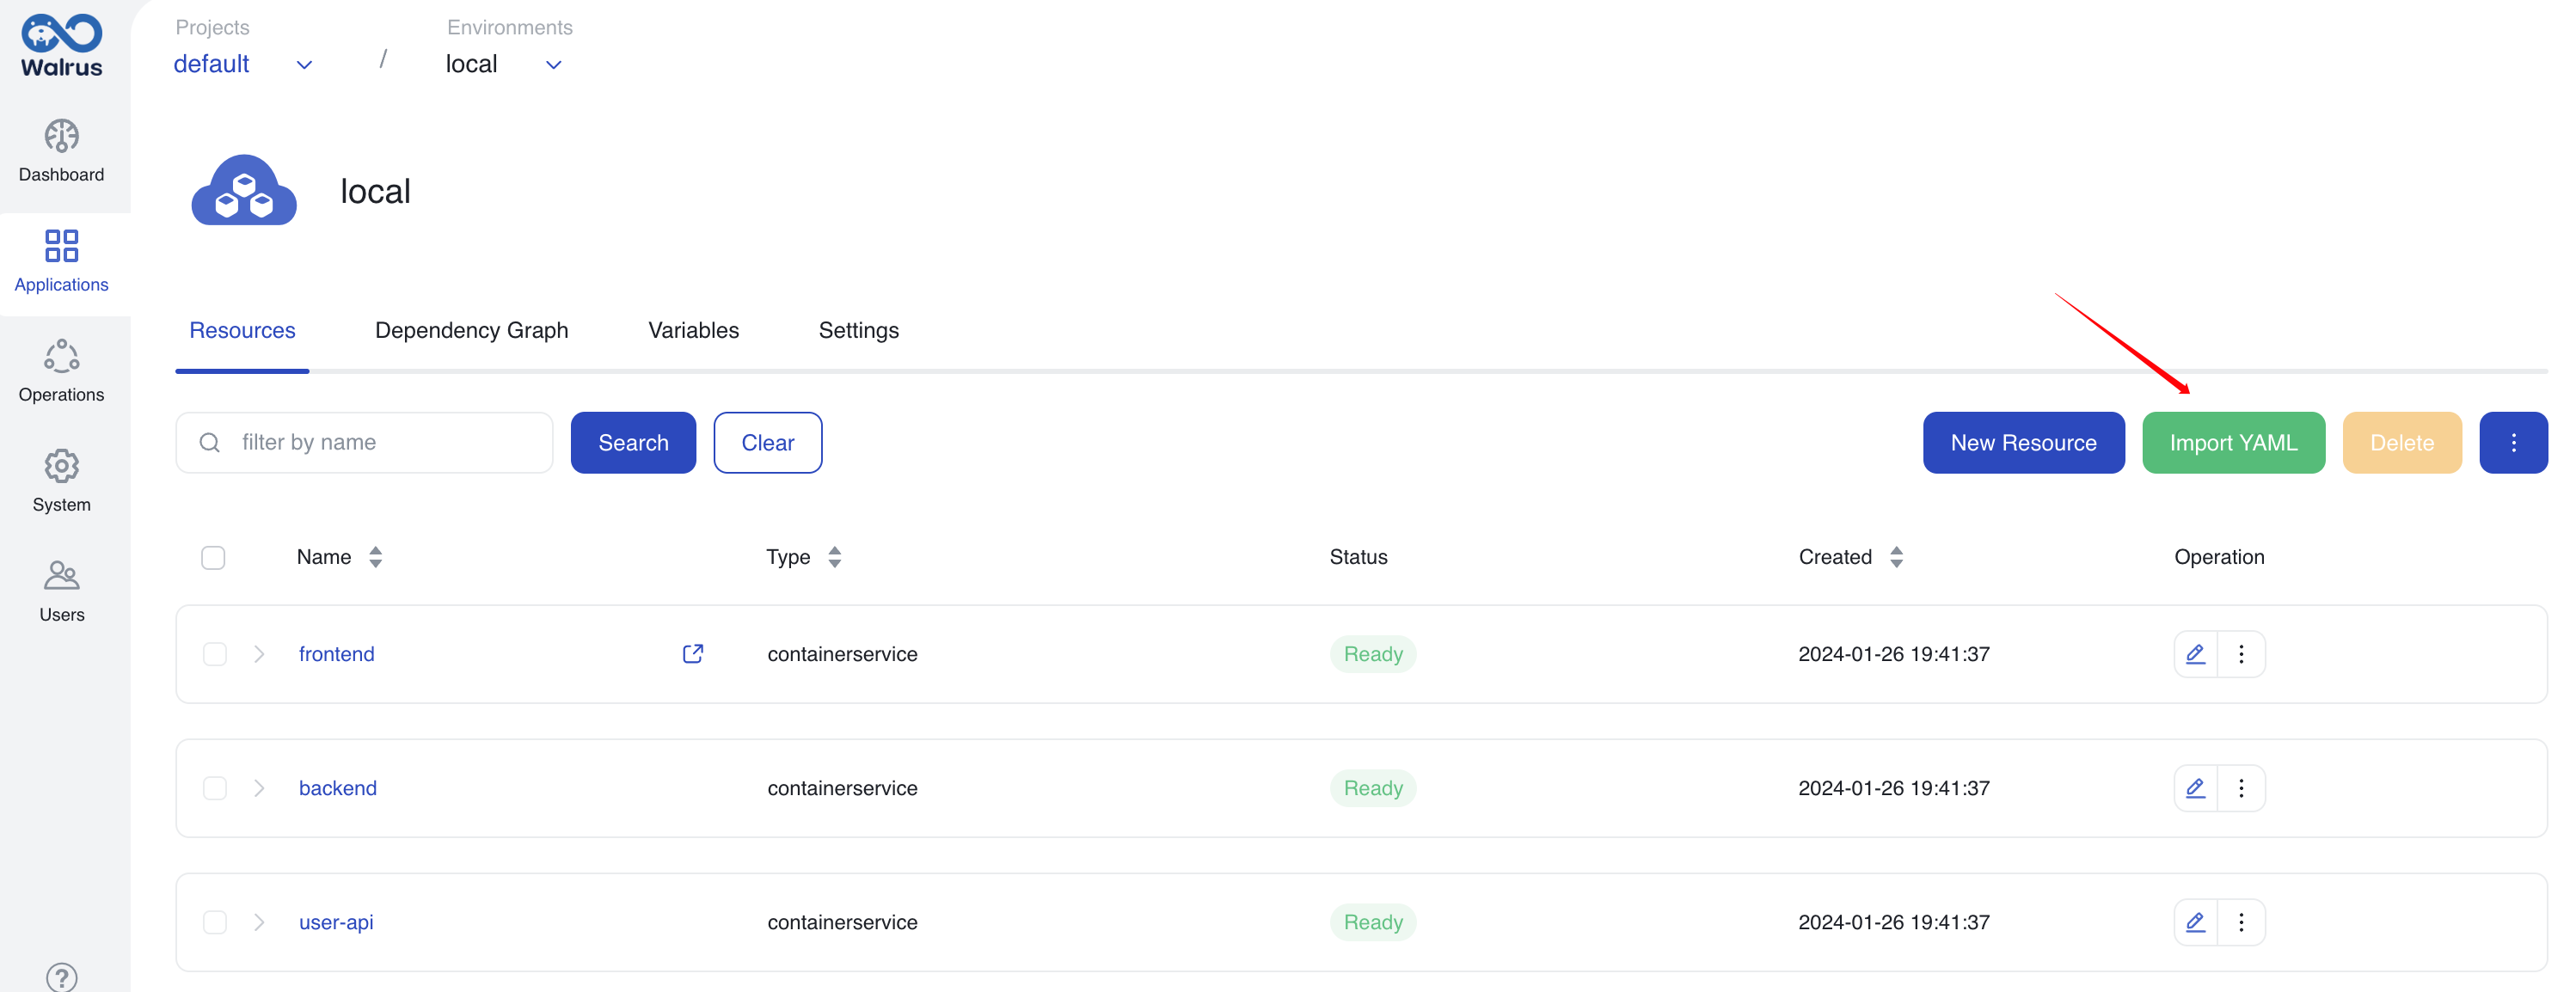 Walrus
Projects
Environments
default / local
Dashboard
Applications
Operations
System
Users
?
local
Resources Dependency Graph Variables Settings
filter by name Search Clear New Resource Import YAML Delete
Name Type Status Created Operation
frontend containerservice Ready 2024-01-26 19:41:37
backend containerservice Ready 2024-01-26 19:41:37
user-api containerservice Ready 2024-01-26 19:41:37